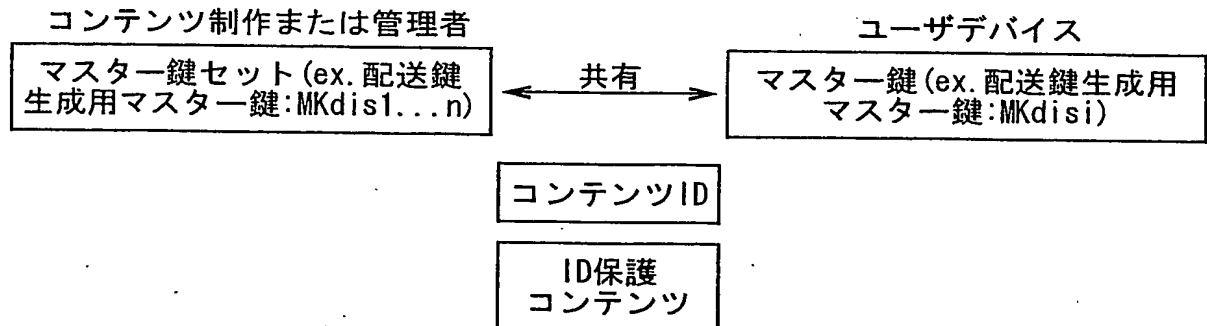 コンテンツ制作または管理者
マスター鍵セット(ex.配送鍵
生成用マスター鍵:MKdis1...n)
共有
ユーザデバイス
マスター鍵(ex.配送鍵生成用
マスター鍵:MKdisi)
コンテンツID
ID保護
コンテンツ